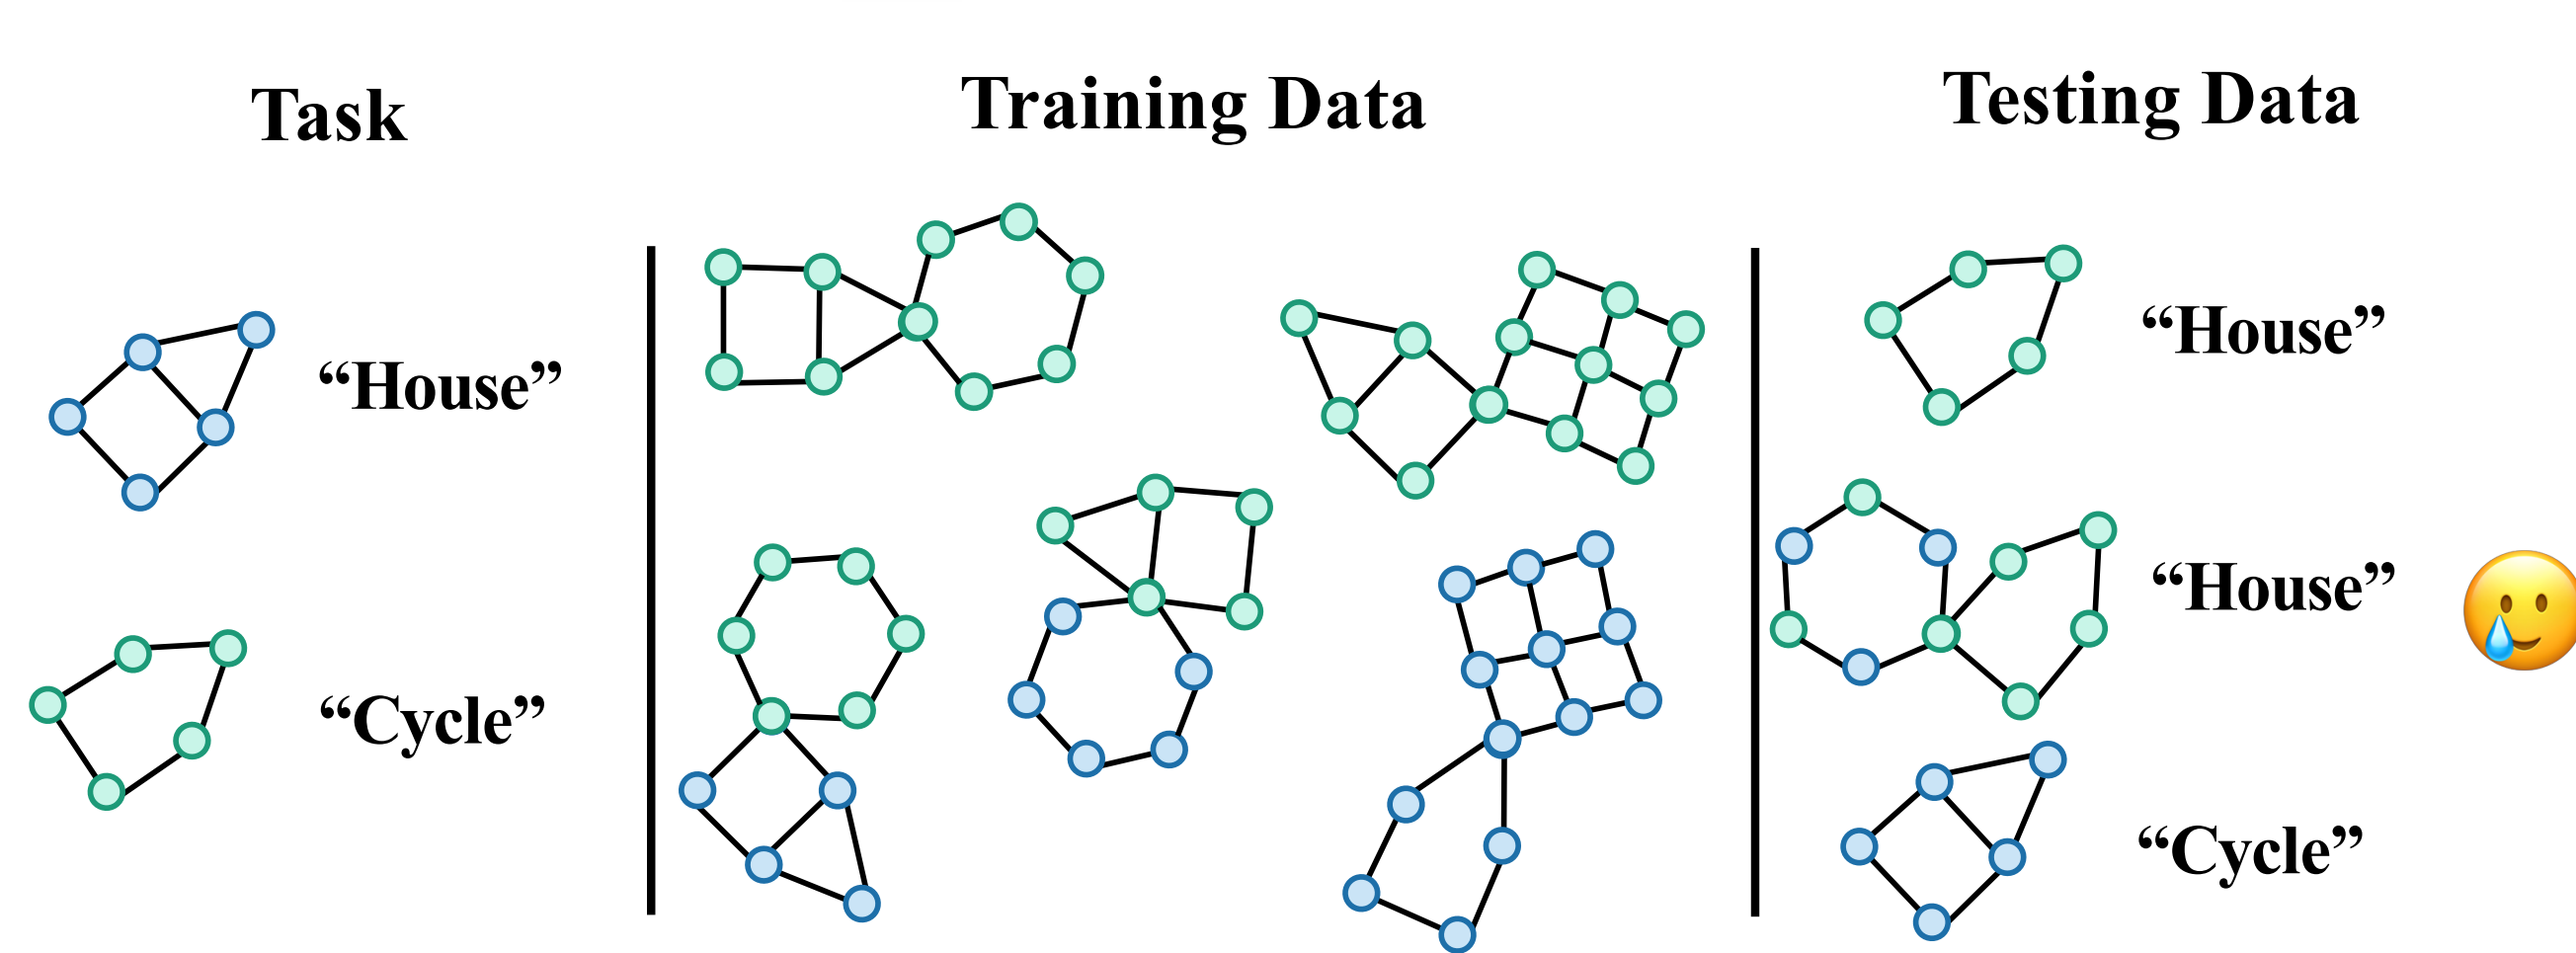 Task
Training Data
Testing Data
“House”
“Cycle”
“House”
“House”
“Cycle”